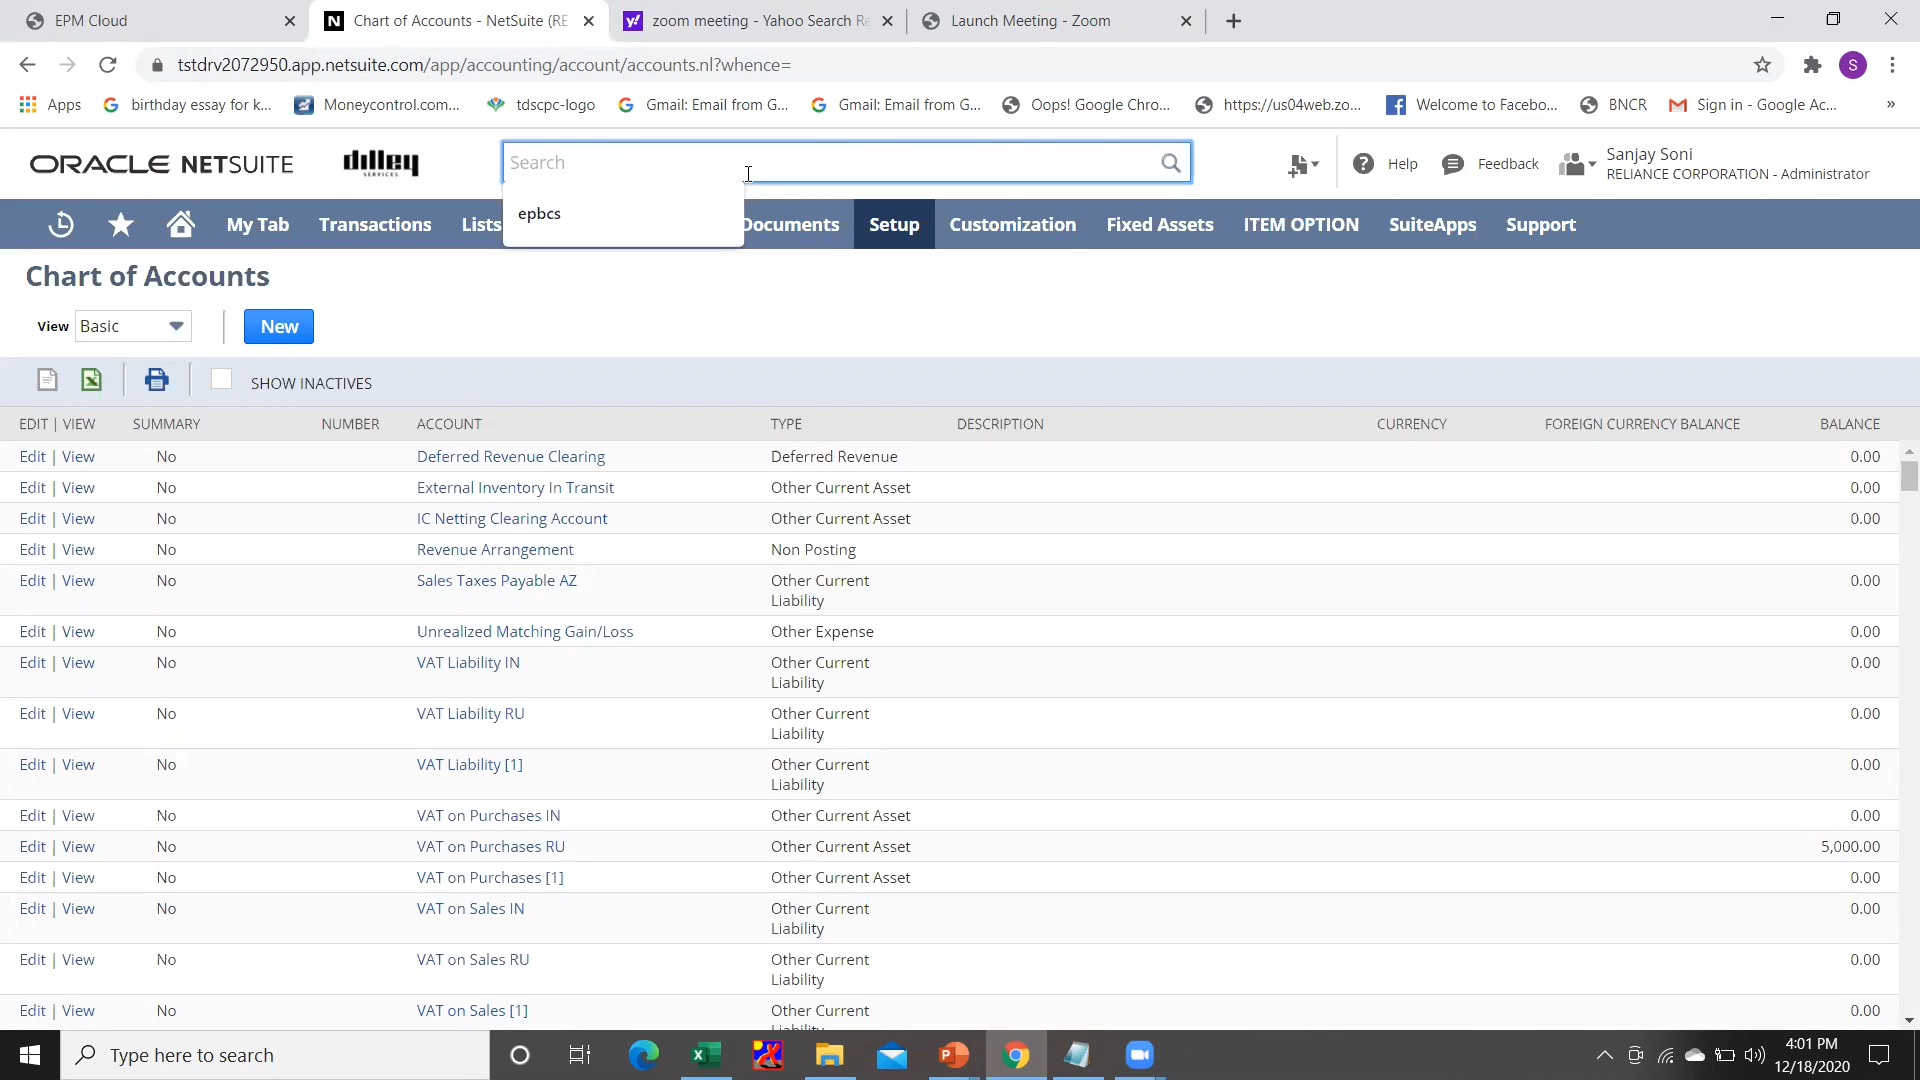 EPM Cloud
Chart of Accounts - NetSuite (RE
zoom meeting - Yahoo Search Re
Launch Meeting - Zoom
tstdrv2072950.app.netsuite.com/app/accounting/account/accounts.nl?whence=
S
Apps
birthday essay for k...
Moneycontrol.com...
tdscpc-logo
Gmail: Email from G...
Gmail: Email from G...
Oops! Google Chro...
https://us04web.zo...
Welcome to Facebo...
BNCR
Sign in - Google Ac...
ORACLE NETSUITE
dilley
SERVICES
Search
Help
Feedback
Sanjay Soni
RELIANCE CORPORATION - Administrator
epbcs
My Tab
Transactions
Lists
Documents
Setup
Customization
Fixed Assets
ITEM OPTION
SuiteApps
Support
Chart of Accounts
View Basic
New
SHOW INACTIVES
EDIT | VIEW SUMMARY NUMBER ACCOUNT TYPE DESCRIPTION CURRENCY FOREIGN CURRENCY BALANCE BALANCE
Edit | View No Deferred Revenue Clearing Deferred Revenue 0.00
Edit | View No External Inventory In Transit Other Current Asset 0.00
Edit | View No IC Netting Clearing Account Other Current Asset 0.00
Edit | View No Revenue Arrangement Non Posting
Edit | View No Sales Taxes Payable AZ Other Current 0.00
Liability
Edit | View No Unrealized Matching Gain/Loss Other Expense 0.00
Edit | View No VAT Liability IN Other Current 0.00
Liability
Edit | View No VAT Liability RU Other Current 0.00
Liability
Edit | View No VAT Liability [1] Other Current 0.00
Liability
Edit | View No VAT on Purchases IN Other Current Asset 0.00
Edit | View No VAT on Purchases RU Other Current Asset 5,000.00
Edit | View No VAT on Purchases [1] Other Current Asset 0.00
Edit | View No VAT on Sales IN Other Current 0.00
Liability
Edit | View No VAT on Sales RU Other Current 0.00
Liability
Edit | View No VAT on Sales [1] Other Current 0.00
Liability
Type here to search
4:01 PM
12/18/2020